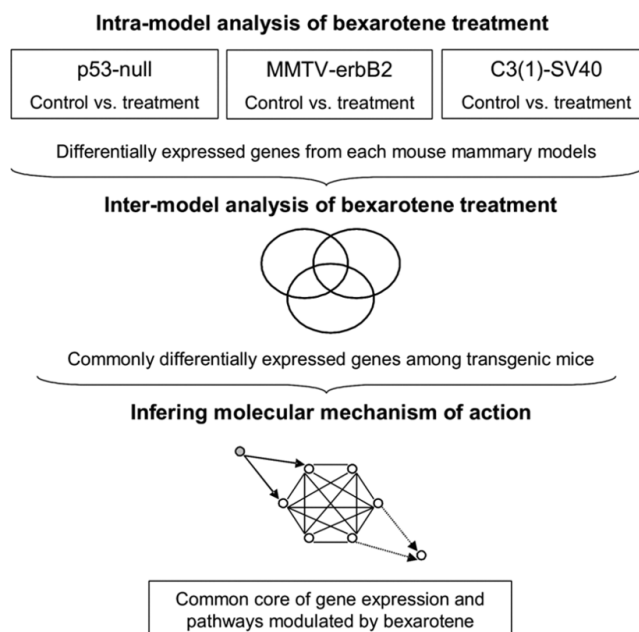 Intra-model analysis of bexarotene treatment
p53-null
Control vs. treatment
MMTV-erbB2
Control vs. treatment
C3(1)-SV40
Control vs. treatment
Differentially expressed genes from each mouse mammary models
Inter-model analysis of bexarotene treatment
Commonly differentially expressed genes among transgenic mice
Infering molecular mechanism of action
Common core of gene expression and
pathways modulated by bexarotene